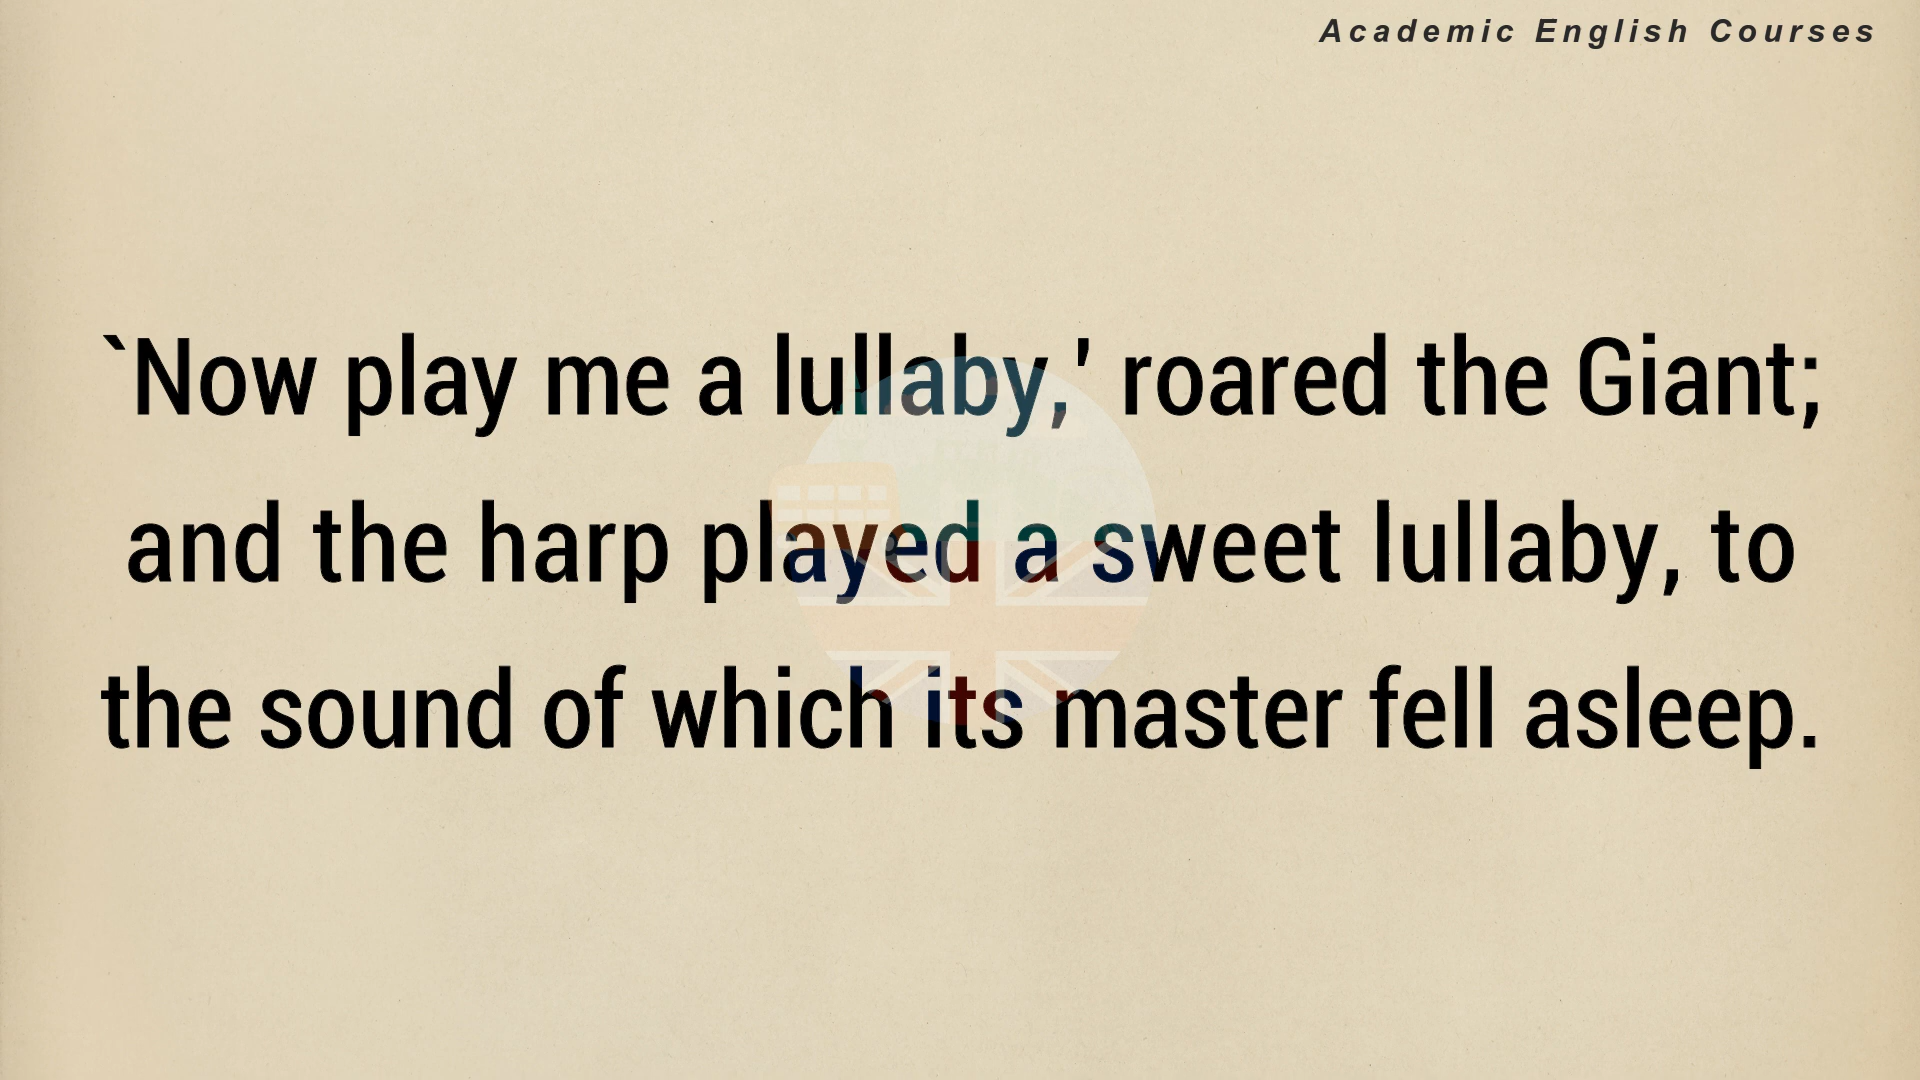 Academic English Courses
`Now play me a lullaby,' roared the Giant;
and the harp played a sweet lullaby, to
the sound of which its master fell asleep.